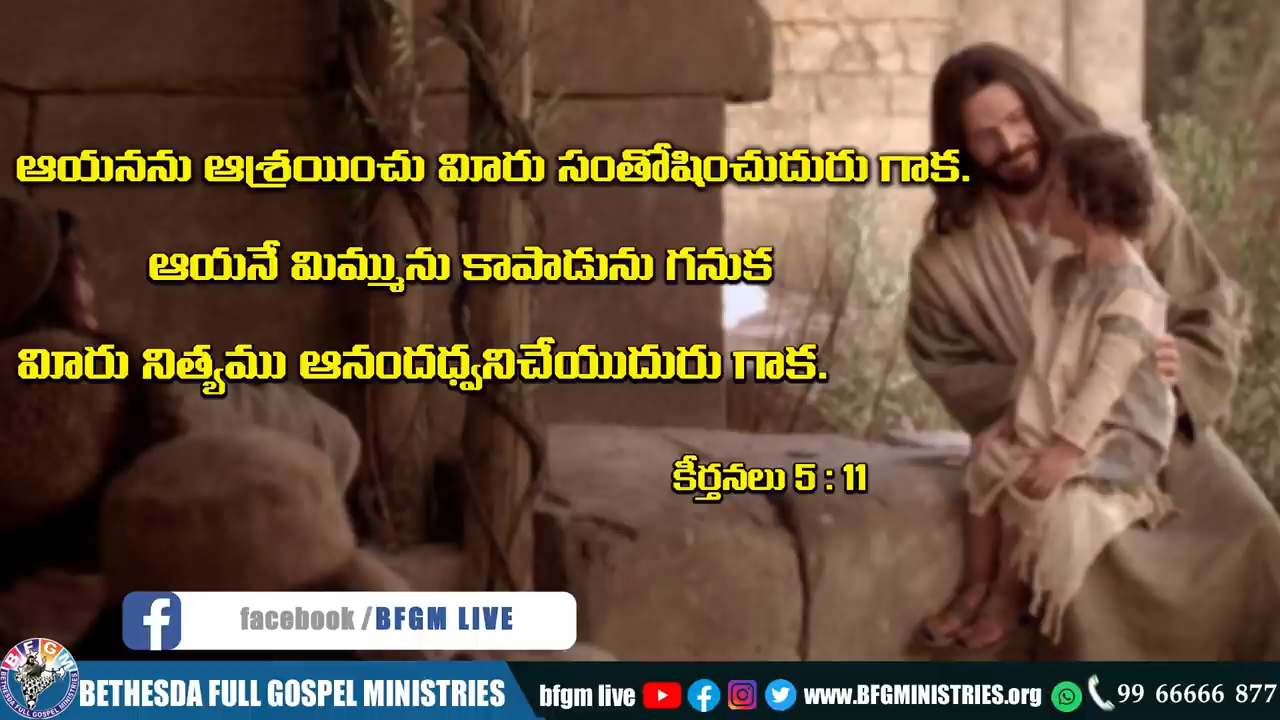 ఆయనను ఆశ్రయించు మీరు సంతోషించుదురు గాక.
ఆయనే మిమ్మును కాపాడును గనుక
మీరు నిత్యము ఆనందధ్వనిచేయుదురు గాక.
కీర్తనలు 5 : 11
facebook / BFGM LIVE
BFGM
BETHESDA FULL GOSPEL MINISTRIES
bfgm live
www.BFGMINISTRIES.org
99 66666 877